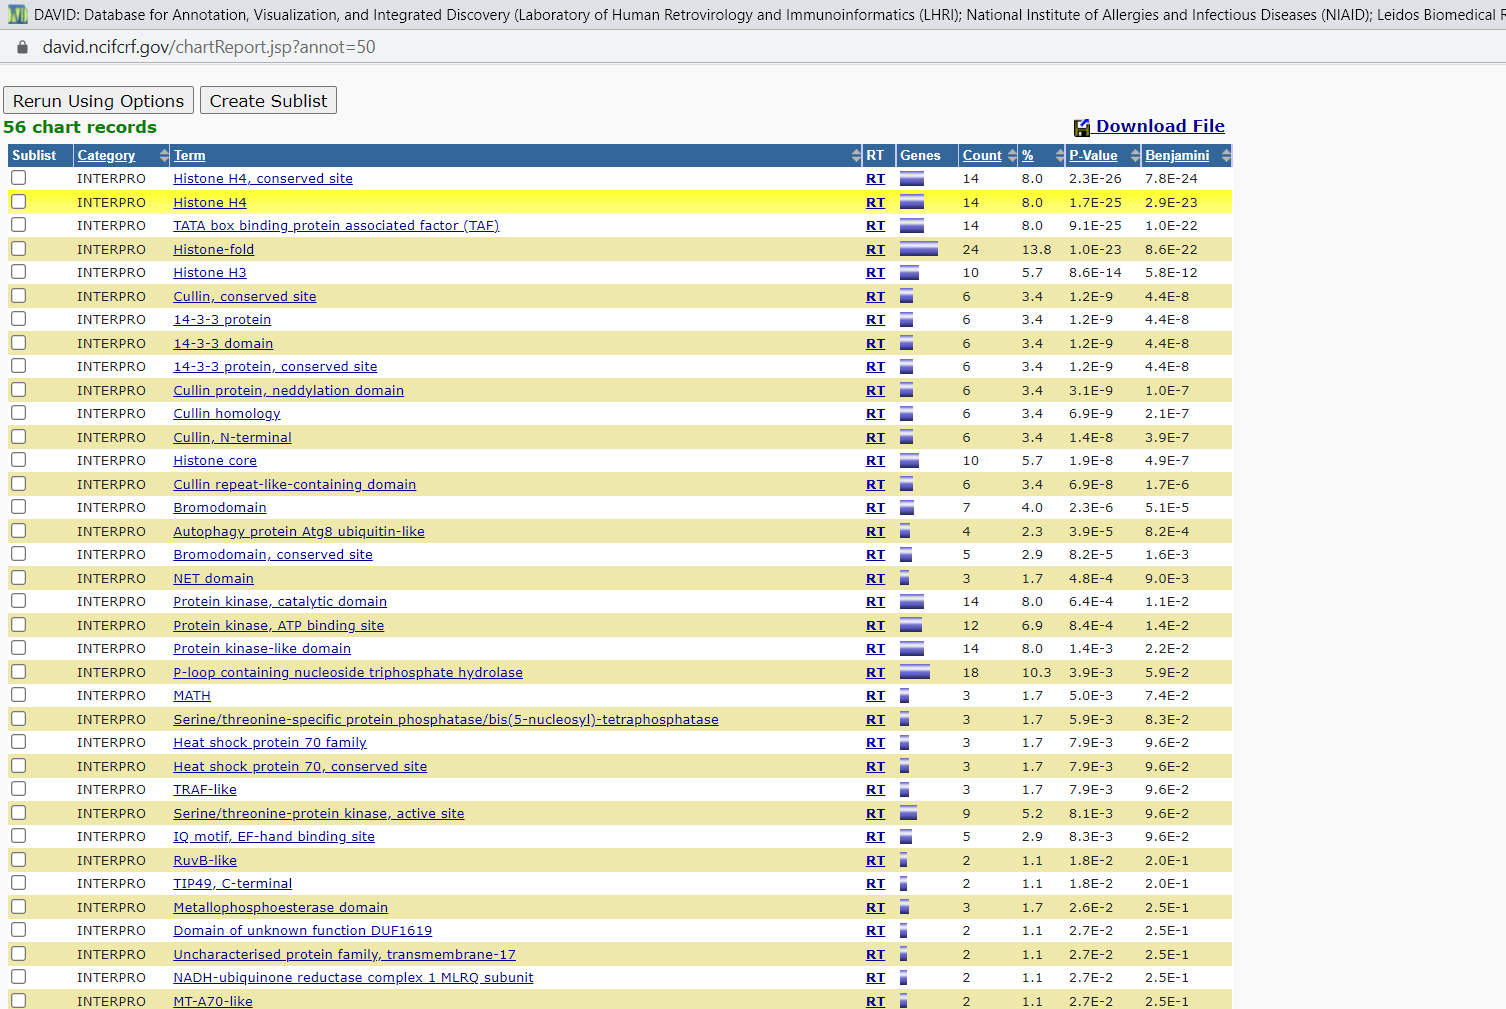 DAVID: Database for Annotation, Visualization, and Integrated Discovery (Laboratory of Human Retrovirology and Immunoinformatics (LHRI); National Institute of Allergies and Infectious Diseases (NIAID); Leidos Biomedical R
david.ncifcrf.gov/chartReport.jsp?annot=50
Rerun Using Options Create Sublist
56 chart records Download File
Sublist Category Term RT Genes Count % P-Value Benjamini
INTERPRO Histone H4, conserved site RT 14 8.0 2.3E-26 7.8E-24
INTERPRO Histone H4 RT 14 8.0 1.7E-25 2.9E-23
INTERPRO TATA box binding protein associated factor (TAF) RT 14 8.0 9.1E-25 1.0E-22
INTERPRO Histone-fold RT 24 13.8 1.0E-23 8.6E-22
INTERPRO Histone H3 RT 10 5.7 8.6E-14 5.8E-12
INTERPRO Cullin, conserved site RT 6 3.4 1.2E-9 4.4E-8
INTERPRO 14-3-3 protein RT 6 3.4 1.2E-9 4.4E-8
INTERPRO 14-3-3 domain RT 6 3.4 1.2E-9 4.4E-8
INTERPRO 14-3-3 protein, conserved site RT 6 3.4 1.2E-9 4.4E-8
INTERPRO Cullin protein, neddylation domain RT 6 3.4 3.1E-9 1.0E-7
INTERPRO Cullin homology RT 6 3.4 6.9E-9 2.1E-7
INTERPRO Cullin, N-terminal RT 6 3.4 1.4E-8 3.9E-7
INTERPRO Histone core RT 10 5.7 1.9E-8 4.9E-7
INTERPRO Cullin repeat-like-containing domain RT 6 3.4 6.9E-8 1.7E-6
INTERPRO Bromodomain RT 7 4.0 2.3E-6 5.1E-5
INTERPRO Autophagy protein Atg8 ubiquitin-like RT 4 2.3 3.9E-5 8.2E-4
INTERPRO Bromodomain, conserved site RT 5 2.9 8.2E-5 1.6E-3
INTERPRO NET domain RT 3 1.7 4.8E-4 9.0E-3
INTERPRO Protein kinase, catalytic domain RT 14 8.0 6.4E-4 1.1E-2
INTERPRO Protein kinase, ATP binding site RT 12 6.9 8.4E-4 1.4E-2
INTERPRO Protein kinase-like domain RT 14 8.0 1.4E-3 2.2E-2
INTERPRO P-loop containing nucleoside triphosphate hydrolase RT 18 10.3 3.9E-3 5.9E-2
INTERPRO MATH RT 3 1.7 5.0E-3 7.4E-2
INTERPRO Serine/threonine-specific protein phosphatase/bis(5-nucleosyl)-tetraphosphatase RT 3 1.7 5.9E-3 8.3E-2
INTERPRO Heat shock protein 70 family RT 3 1.7 7.9E-3 9.6E-2
INTERPRO Heat shock protein 70, conserved site RT 3 1.7 7.9E-3 9.6E-2
INTERPRO TRAF-like RT 3 1.7 7.9E-3 9.6E-2
INTERPRO Serine/threonine-protein kinase, active site RT 9 5.2 8.1E-3 9.6E-2
INTERPRO IQ motif, EF-hand binding site RT 5 2.9 8.3E-3 9.6E-2
INTERPRO RuvB-like RT 2 1.1 1.8E-2 2.0E-1
INTERPRO TIP49, C-terminal RT 2 1.1 1.8E-2 2.0E-1
INTERPRO Metallophosphoesterase domain RT 3 1.7 2.6E-2 2.5E-1
INTERPRO Domain of unknown function DUF1619 RT 2 1.1 2.7E-2 2.5E-1
INTERPRO Uncharacterised protein family, transmembrane-17 RT 2 1.1 2.7E-2 2.5E-1
INTERPRO NADH-ubiquinone reductase complex 1 MLRQ subunit RT 2 1.1 2.7E-2 2.5E-1
INTERPRO MT-A70-like RT 2 1.1 2.7E-2 2.5E-1